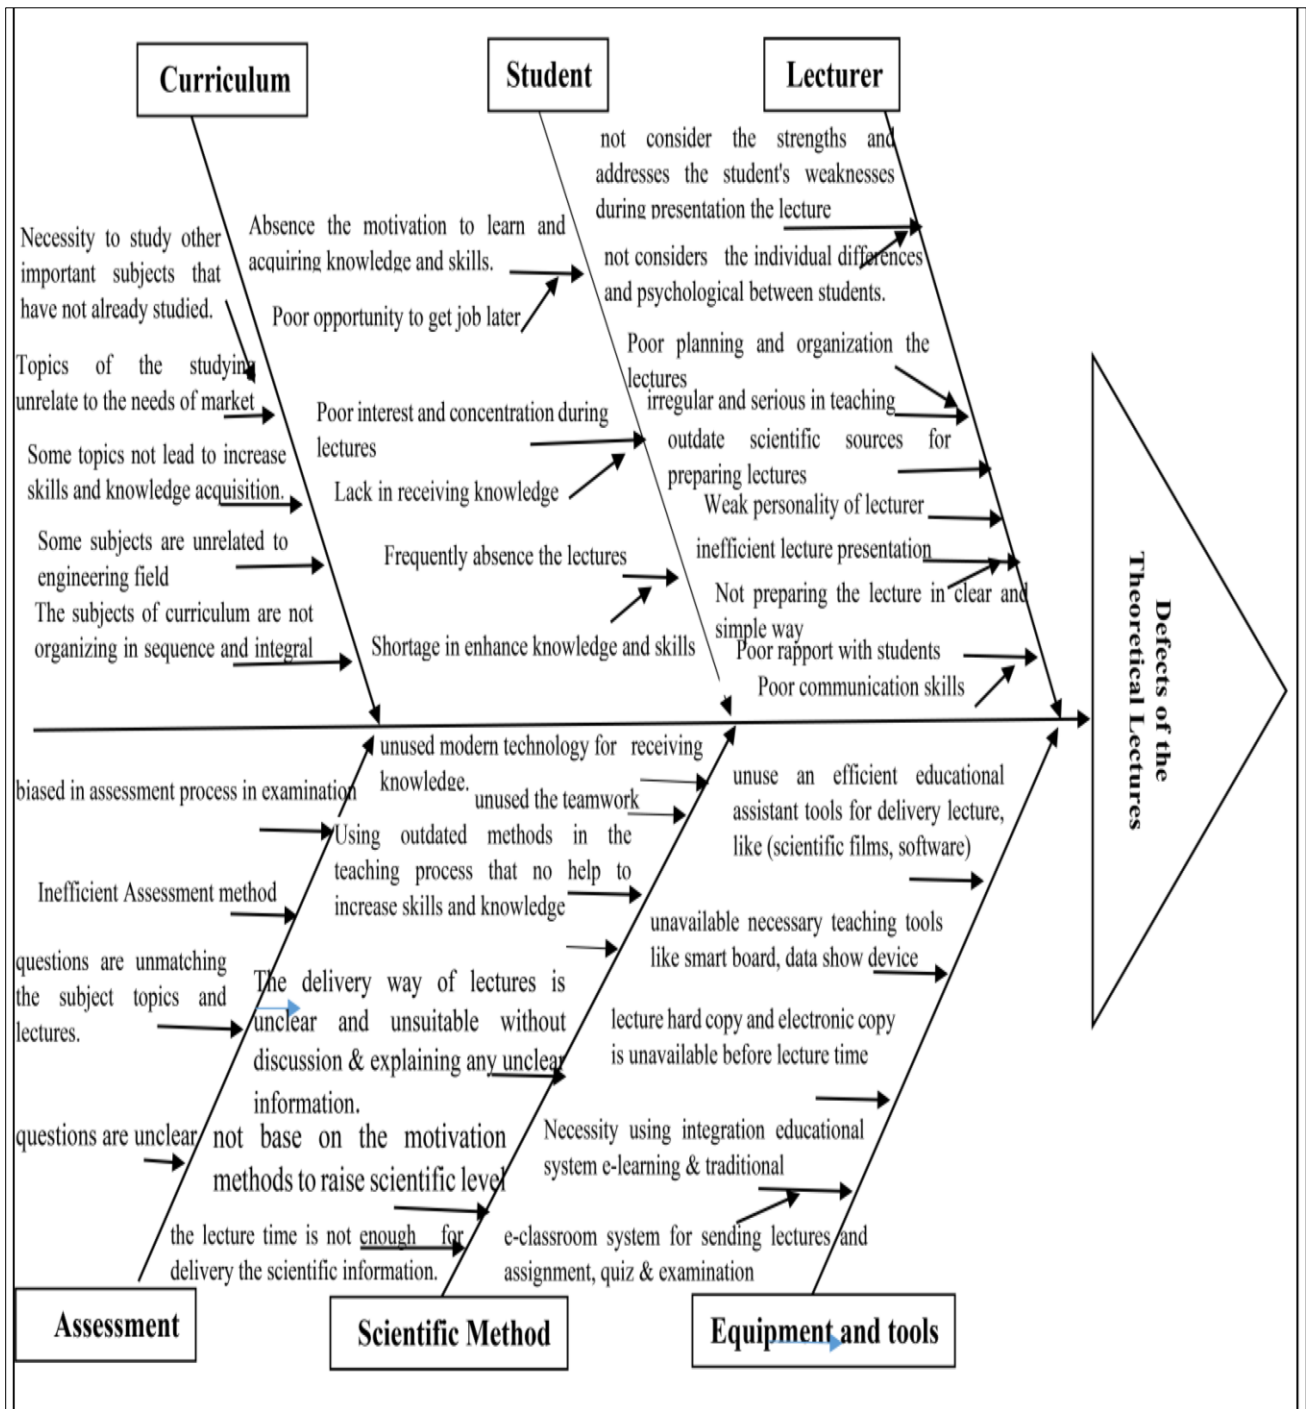 Curriculum
Student
Lecturer
not consider the strengths and
addresses the student's weaknesses
during presentation the lecture
not considers the individual differences
and psychological between students.
Poor planning and organization the
lectures
irregular and serious in teaching
outdate scientific sources for
preparing lectures
Weak personality of lecturer
inefficient lecture presentation
Not preparing the lecture in clear and
simple way
Poor rapport with students
Poor communication skills
Absence the motivation to learn and
acquiring knowledge and skills.
Poor opportunity to get job later
Poor interest and concentration during
lectures
Lack in receiving knowledge
Frequently absence the lectures
Shortage in enhance knowledge and skills
Necessity to study other
important subjects that
have not already studied.
Topics of the studying
unrelate to the needs of market
Some topics not lead to increase
skills and knowledge acquisition.
Some subjects are unrelated to
engineering field
The subjects of curriculum are not
organizing in sequence and integral
Defects of the
Theoretical Lectures
biased in assessment process in examination
Inefficient Assessment method
questions are unmatching
the subject topics and
lectures.
questions are unclear
unused modern technology for receiving
knowledge.
unused the teamwork
Using outdated methods in the
teaching process that no help to
increase skills and knowledge
The delivery way of lectures is
unclear and unsuitable without
discussion & explaining any unclear
information.
not base on the motivation
methods to raise scientific level
the lecture time is not enough for
delivery the scientific information.
unuse an efficient educational
assistant tools for delivery lecture,
like (scientific films, software)
unavailable necessary teaching tools
like smart board, data show device
lecture hard copy and electronic copy
is unavailable before lecture time
Necessity using integration educational
system e-learning & traditional
e-classroom system for sending lectures and
assignment, quiz & examination
Assessment
Scientific Method
Equipment and tools